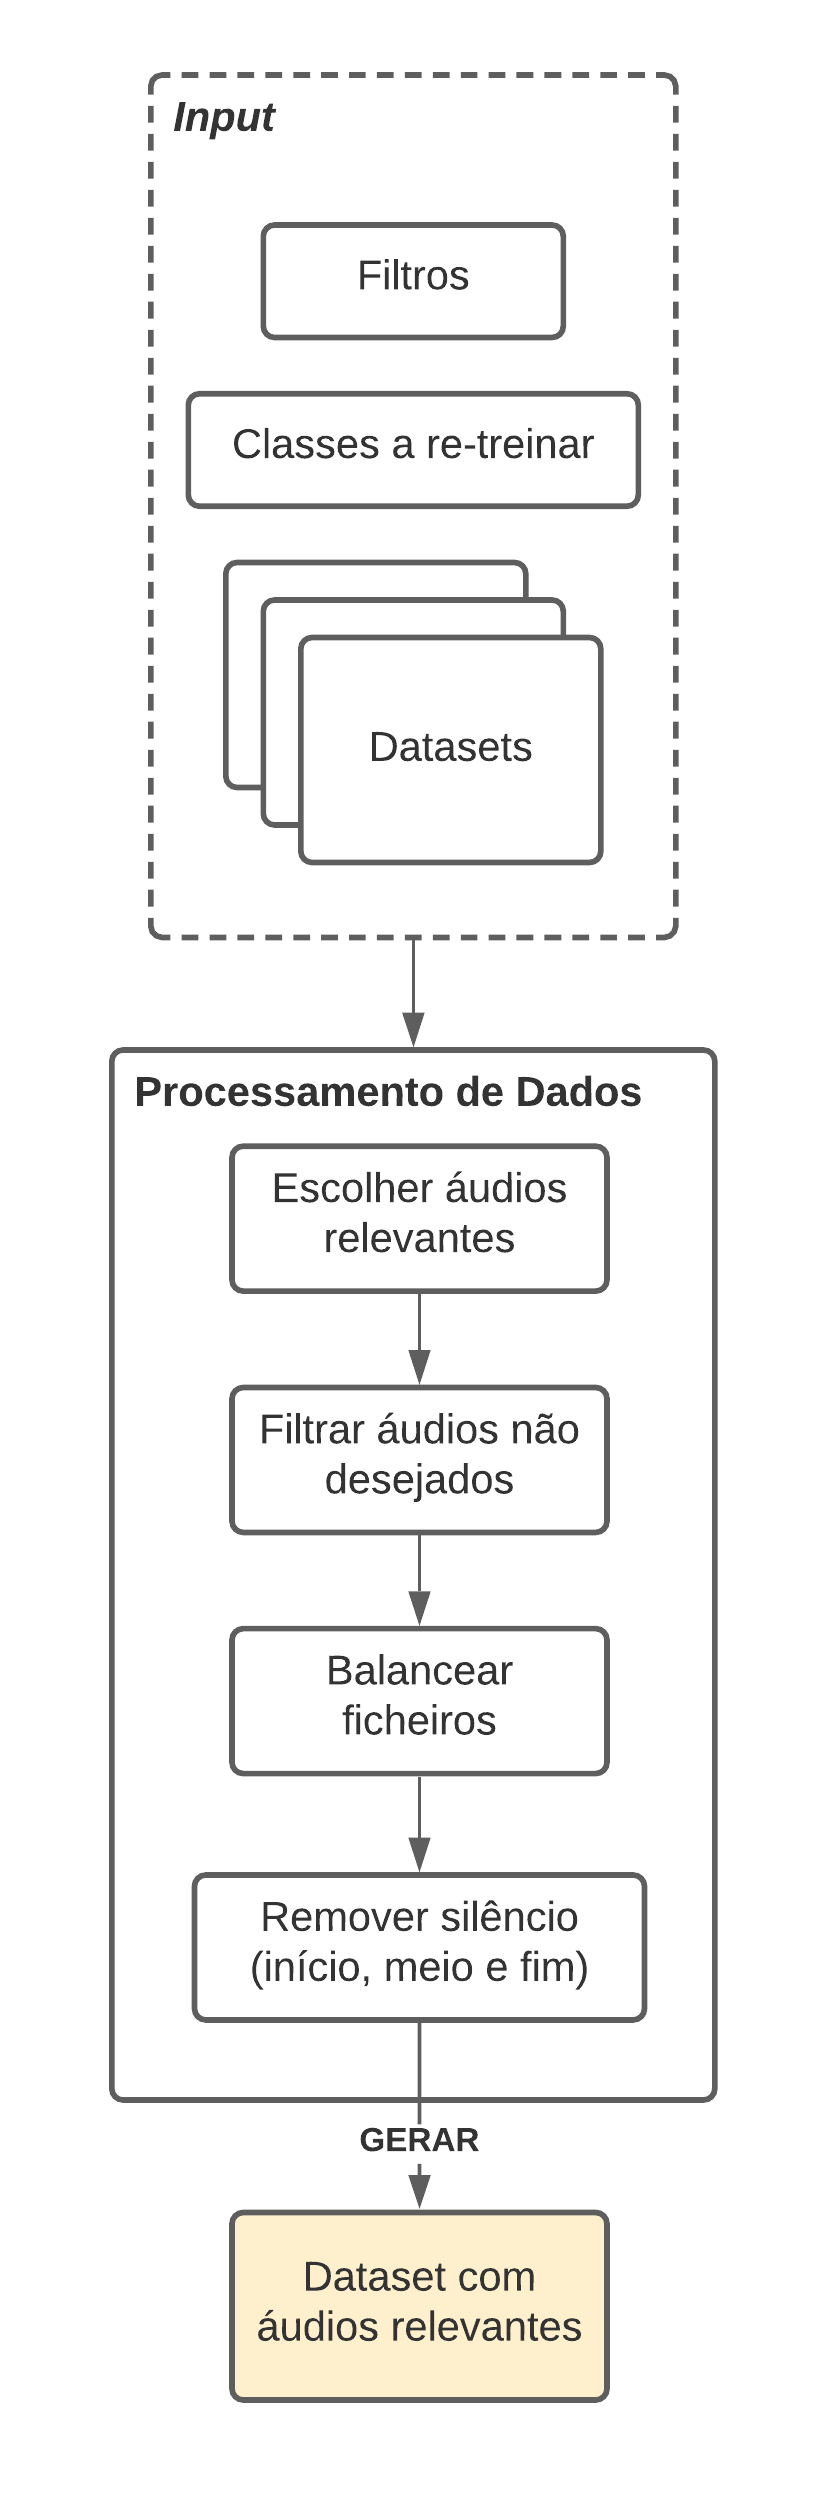 Input
Filtros
Classes a re-treinar
Datasets
Processamento de Dados
Escolher áudios
relevantes
Filtrar áudios não
desejados
Balancear
ficheiros
Remover silêncio
(início, meio e fim)
GERAR
Dataset com
áudios relevantes